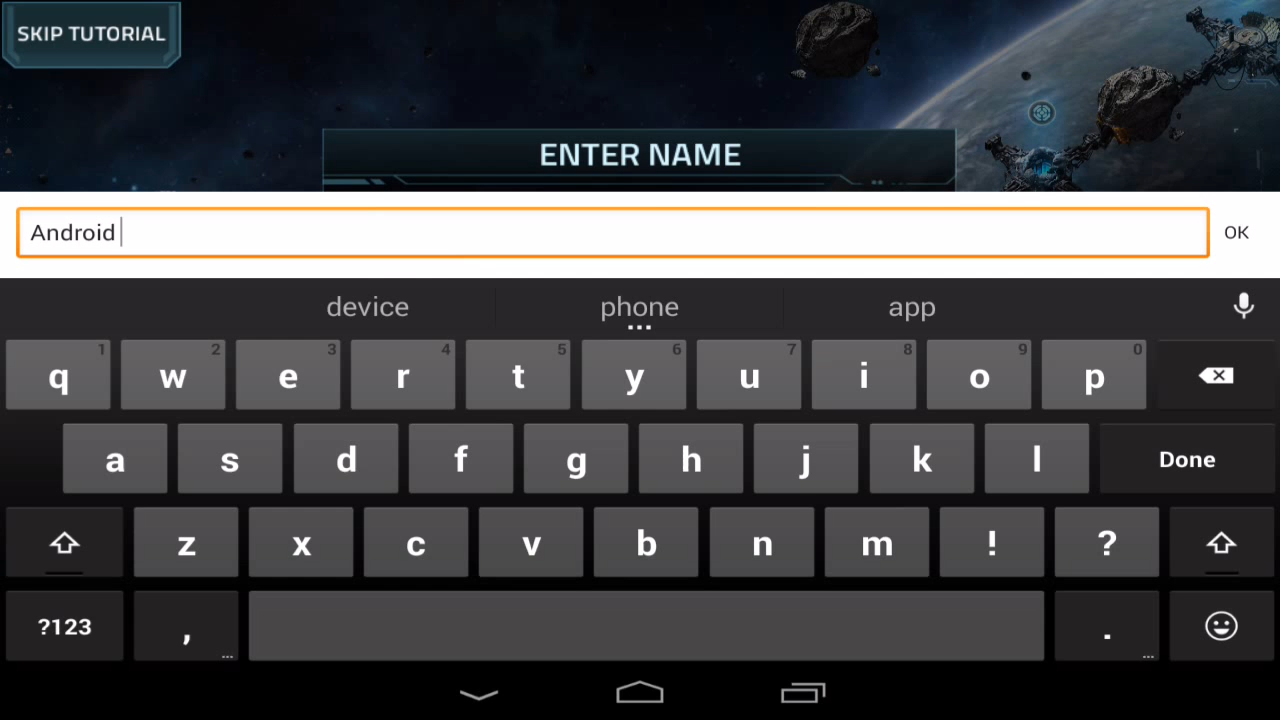 SKIP TUTORIAL
ENTER NAME
Android
OK
device phone app
1 2 3 4 5 6 7 8 9 0
q w e r t y u i o p
a s d f g h j k l Done
z x c v b n m ! ?
?123 , .